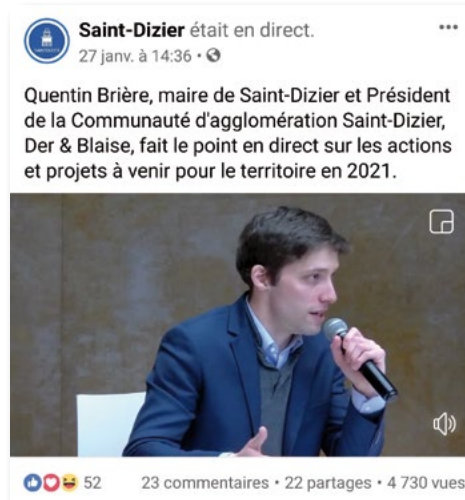 Saint-Dizier était en direct.
27 janv. à 14:36 •
Quentin Brière, maire de Saint-Dizier et Président
de la Communauté d'agglomération Saint-Dizier,
Der & Blaise, fait le point en direct sur les actions
et projets à venir pour le territoire en 2021.
52 23 commentaires • 22 partages • 4 730 vues